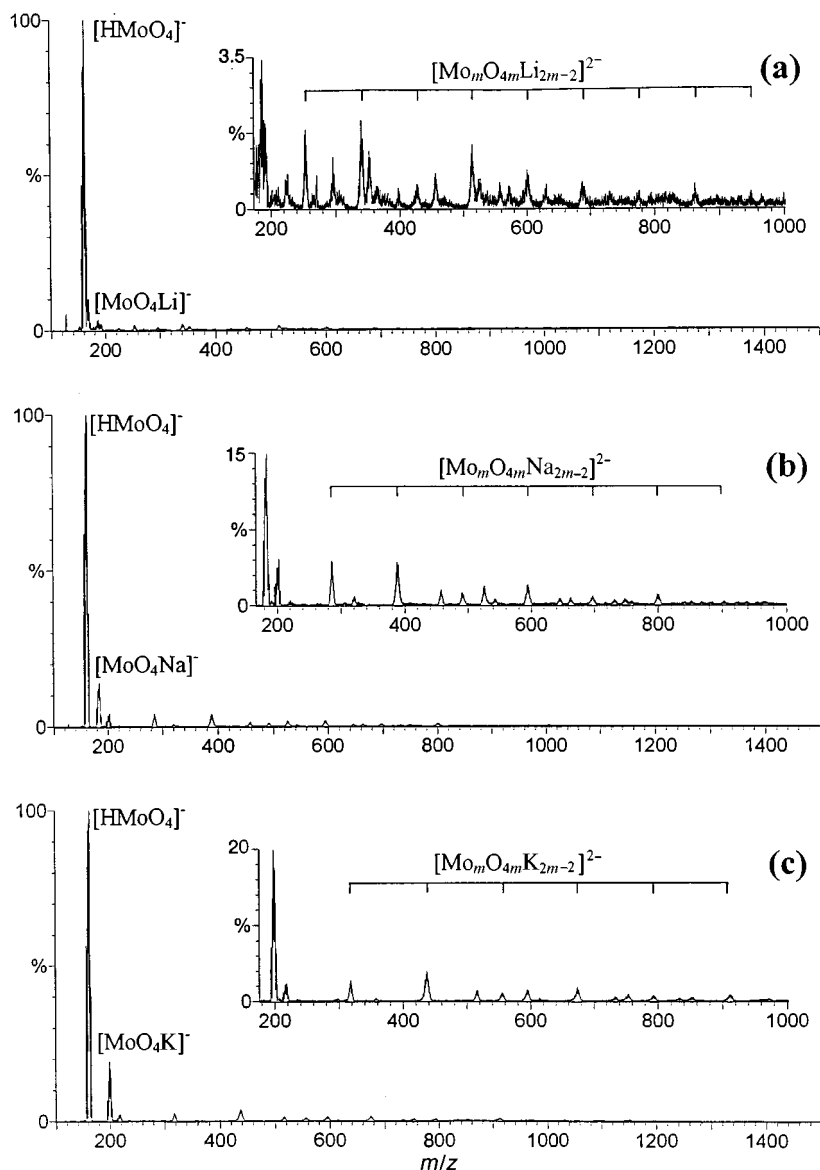 100
[HMoO₄]⁻
(a)
3.5
[MoₘO₄ₘLi₂ₘ₋₂]²⁻
%
%
0
200 400 600 800 1000
[MoO₄Li]⁻
0
200 400 600 800 1000 1200 1400
100
[HMoO₄]⁻
(b)
15
[MoₘO₄ₘNa₂ₘ₋₂]²⁻
%
%
0
200 400 600 800 1000
[MoO₄Na]⁻
0
200 400 600 800 1000 1200 1400
100
[HMoO₄]⁻
(c)
20
[MoₘO₄ₘK₂ₘ₋₂]²⁻
%
%
0
200 400 600 800 1000
[MoO₄K]⁻
0
200 400 600 800 1000 1200 1400
m/z